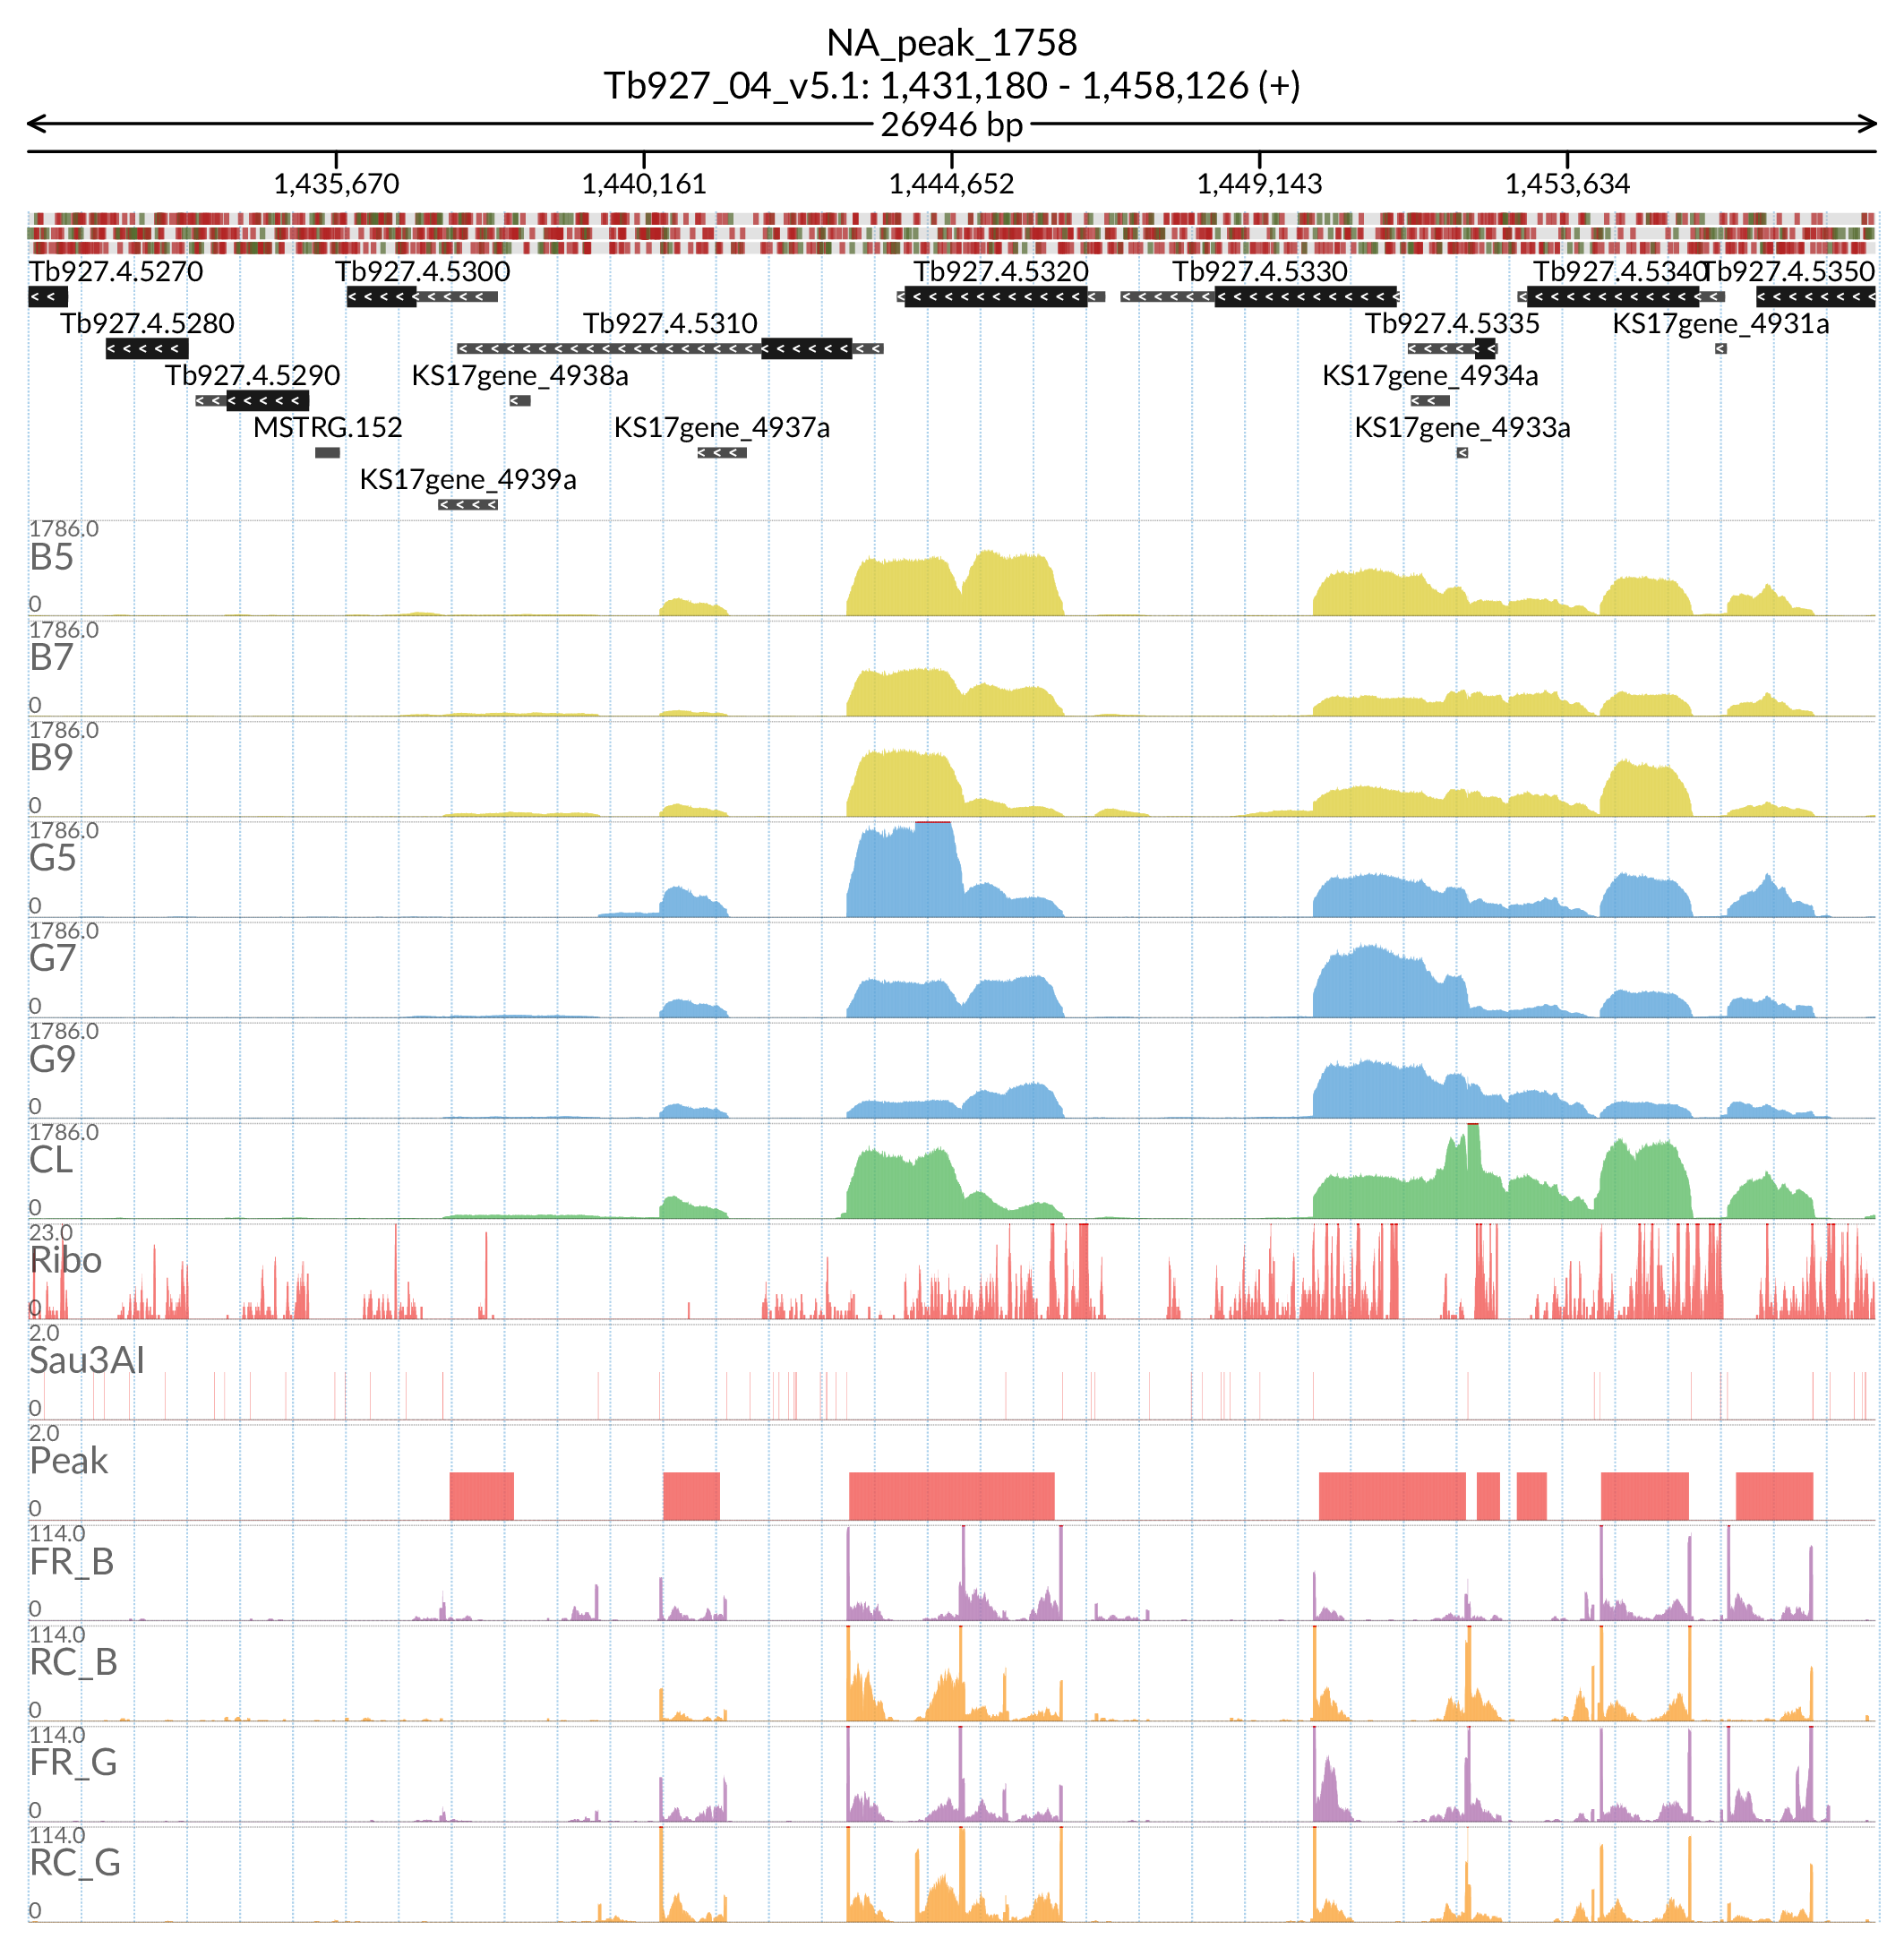 NA_peak_1758
Tb927_04_v5.1: 1,431,180 - 1,458,126 (+)
26946 bp
1,435,670 1,440,161 1,444,652 1,449,143 1,453,634
Tb927.4.5270 Tb927.4.5300 Tb927.4.5320 Tb927.4.5330 Tb927.4.5340 Tb927.4.5350
Tb927.4.5280 Tb927.4.5310 Tb927.4.5335 KS17gene_4931a
Tb927.4.5290 KS17gene_4938a KS17gene_4934a
MSTRG.152 KS17gene_4937a KS17gene_4933a
KS17gene_4939a
1786.0
B5
0
1786.0
B7
0
1786.0
B9
0
1786.0
G5
0
1786.0
G7
0
1786.0
G9
0
1786.0
CL
0
23.0
Ribo
0
2.0
Sau3AI
0
2.0
Peak
0
114.0
FR_B
0
114.0
RC_B
0
114.0
FR_G
0
114.0
RC_G
0